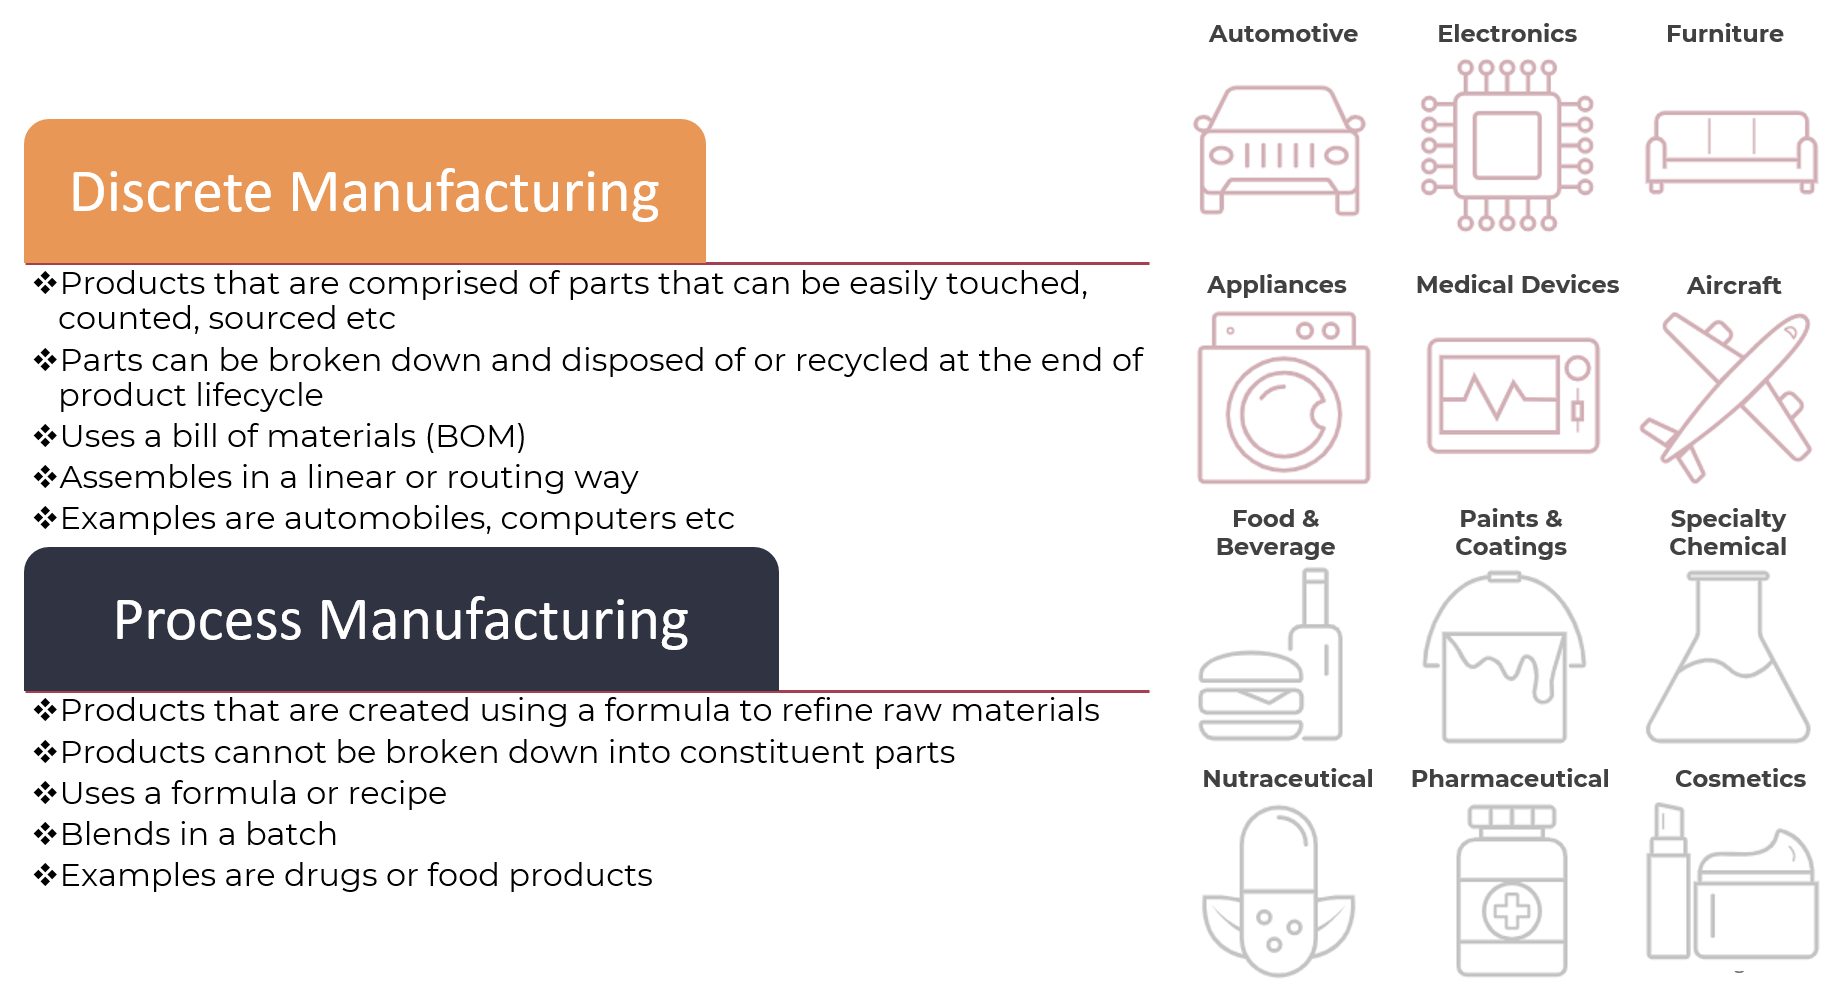 Discrete Manufacturing
❖Products that are comprised of parts that can be easily touched,
counted, sourced etc
❖Parts can be broken down and disposed of or recycled at the end of
product lifecycle
❖Uses a bill of materials (BOM)
❖Assembles in a linear or routing way
❖Examples are automobiles, computers etc
Process Manufacturing
❖Products that are created using a formula to refine raw materials
❖Products cannot be broken down into constituent parts
❖Uses a formula or recipe
❖Blends in a batch
❖Examples are drugs or food products
Automotive
Electronics
Furniture
Appliances
Medical Devices
Aircraft
Food &
Beverage
Paints &
Coatings
Specialty
Chemical
Nutraceutical
Pharmaceutical
Cosmetics